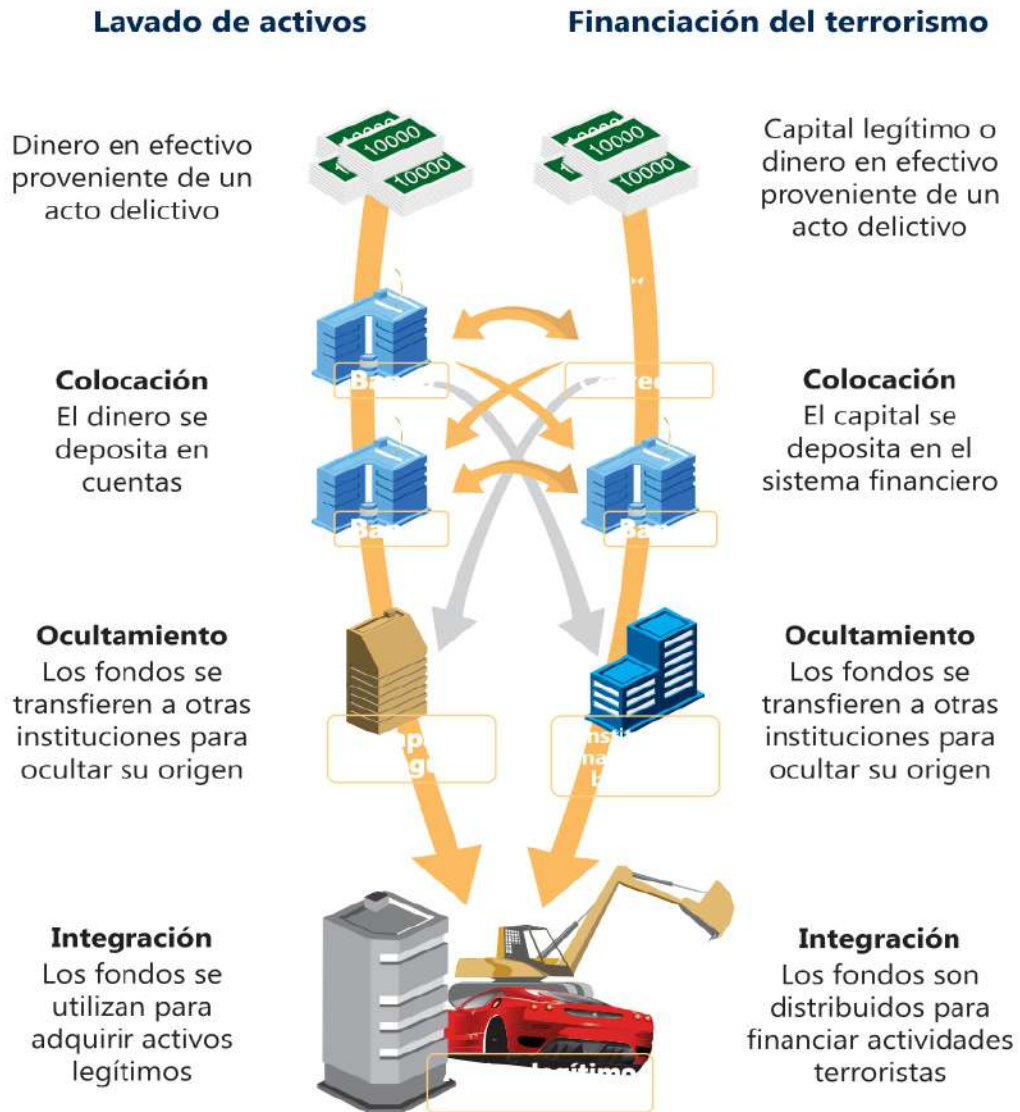 Lavado de activos
Financiación del terrorismo
Dinero en efectivo
proveniente de un
acto delictivo
10000
10000
10000
10000
Capital legítimo o
dinero en efectivo
proveniente de un
acto delictivo
Colocación
El dinero se
deposita en
cuentas
Colocación
El capital se
deposita en el
sistema financiero
Ocultamiento
Los fondos se
transfieren a otras
instituciones para
ocultar su origen
Ocultamiento
Los fondos se
transfieren a otras
instituciones para
ocultar su origen
Integración
Los fondos se
utilizan para
adquirir activos
legítimos
Integración
Los fondos son
distribuidos para
financiar actividades
terroristas